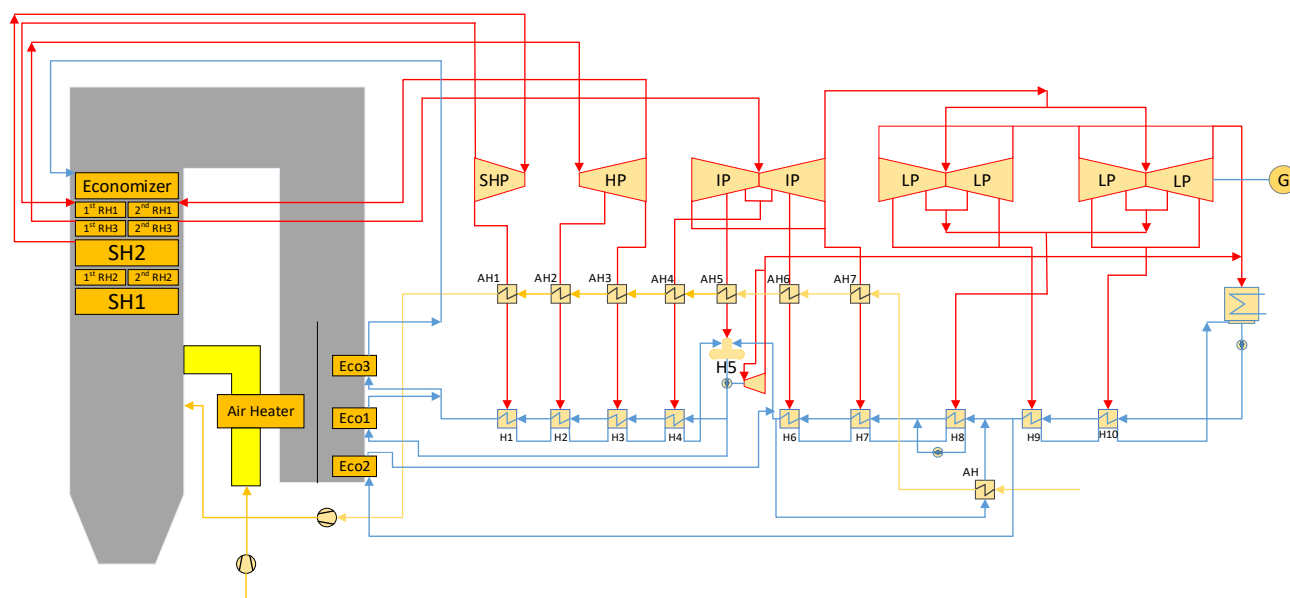 SHP
HP
IP
IP
LP
LP
LP
LP
G
Economizer
1st RH1
2nd RH1
1st RH3
2nd RH3
SH2
1st RH2
2nd RH2
SH1
AH1
AH2
AH3
AH4
AH5
AH6
AH7
Eco3
H5
Air Heater
Eco1
H1
H2
H3
H4
H6
H7
H8
H9
H10
Eco2
AH